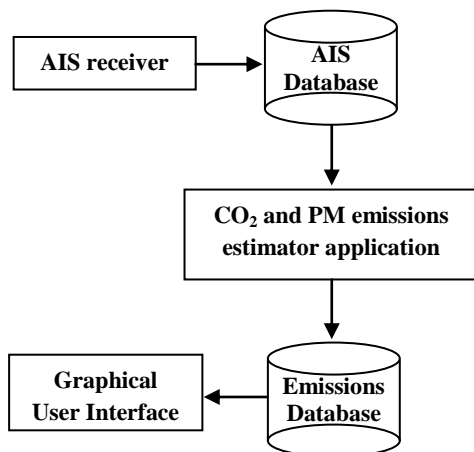 AIS receiver
AIS
Database
CO₂ and PM emissions
estimator application
Graphical
User Interface
Emissions
Database